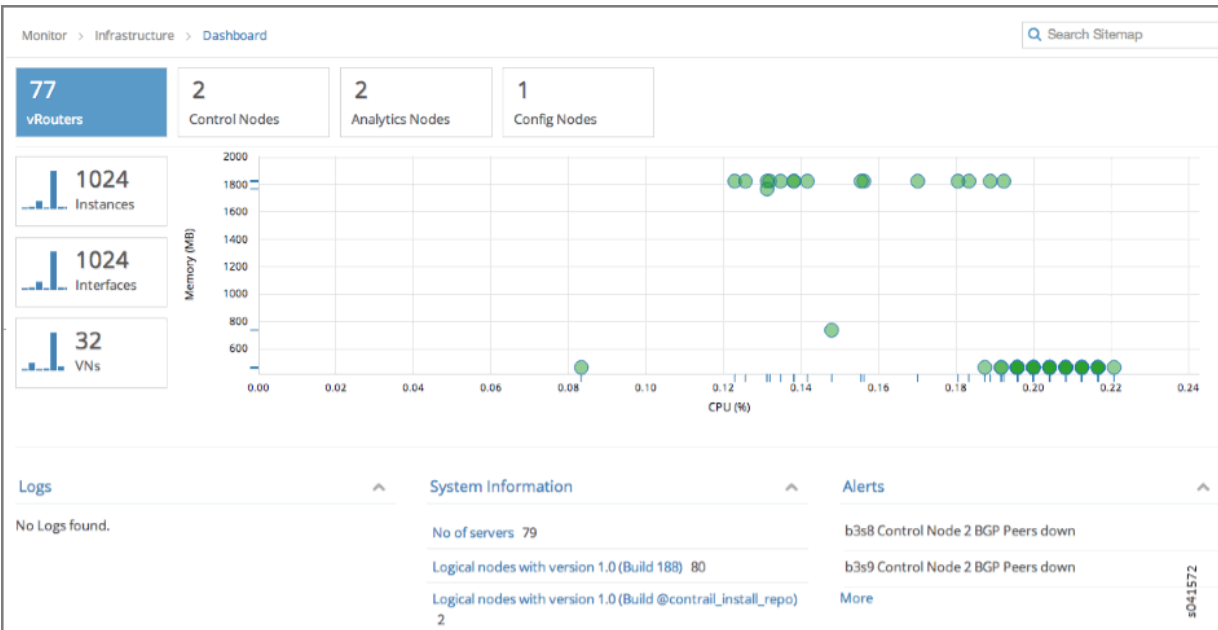 Monitor > Infrastructure > Dashboard
Search Sitemap
77
vRouters
2
Control Nodes
2
Analytics Nodes
1
Config Nodes
1024
Instances
1024
Interfaces
32
VNs
Memory (MB)
2000
1800
1600
1400
1200
1000
800
600
0.00 0.02 0.04 0.06 0.08 0.10 0.12 0.14 0.16 0.18 0.20 0.22 0.24
CPU (%)
Logs
No Logs found.
System Information
No of servers 79
Logical nodes with version 1.0 (Build 188) 80
Logical nodes with version 1.0 (Build @contrail_install_repo)
2
Alerts
b3s8 Control Node 2 BGP Peers down
b3s9 Control Node 2 BGP Peers down
More
s041572